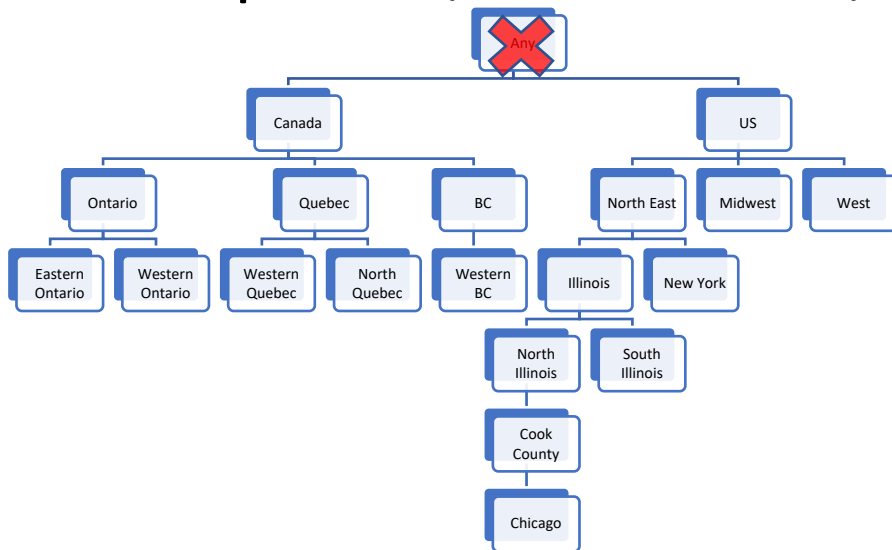 Any
Canada
US
Ontario
Quebec
BC
North East
Midwest
West
Eastern
Ontario
Western
Ontario
Western
Quebec
North
Quebec
Western
BC
Illinois
New York
North
Illinois
South
Illinois
Cook
County
Chicago